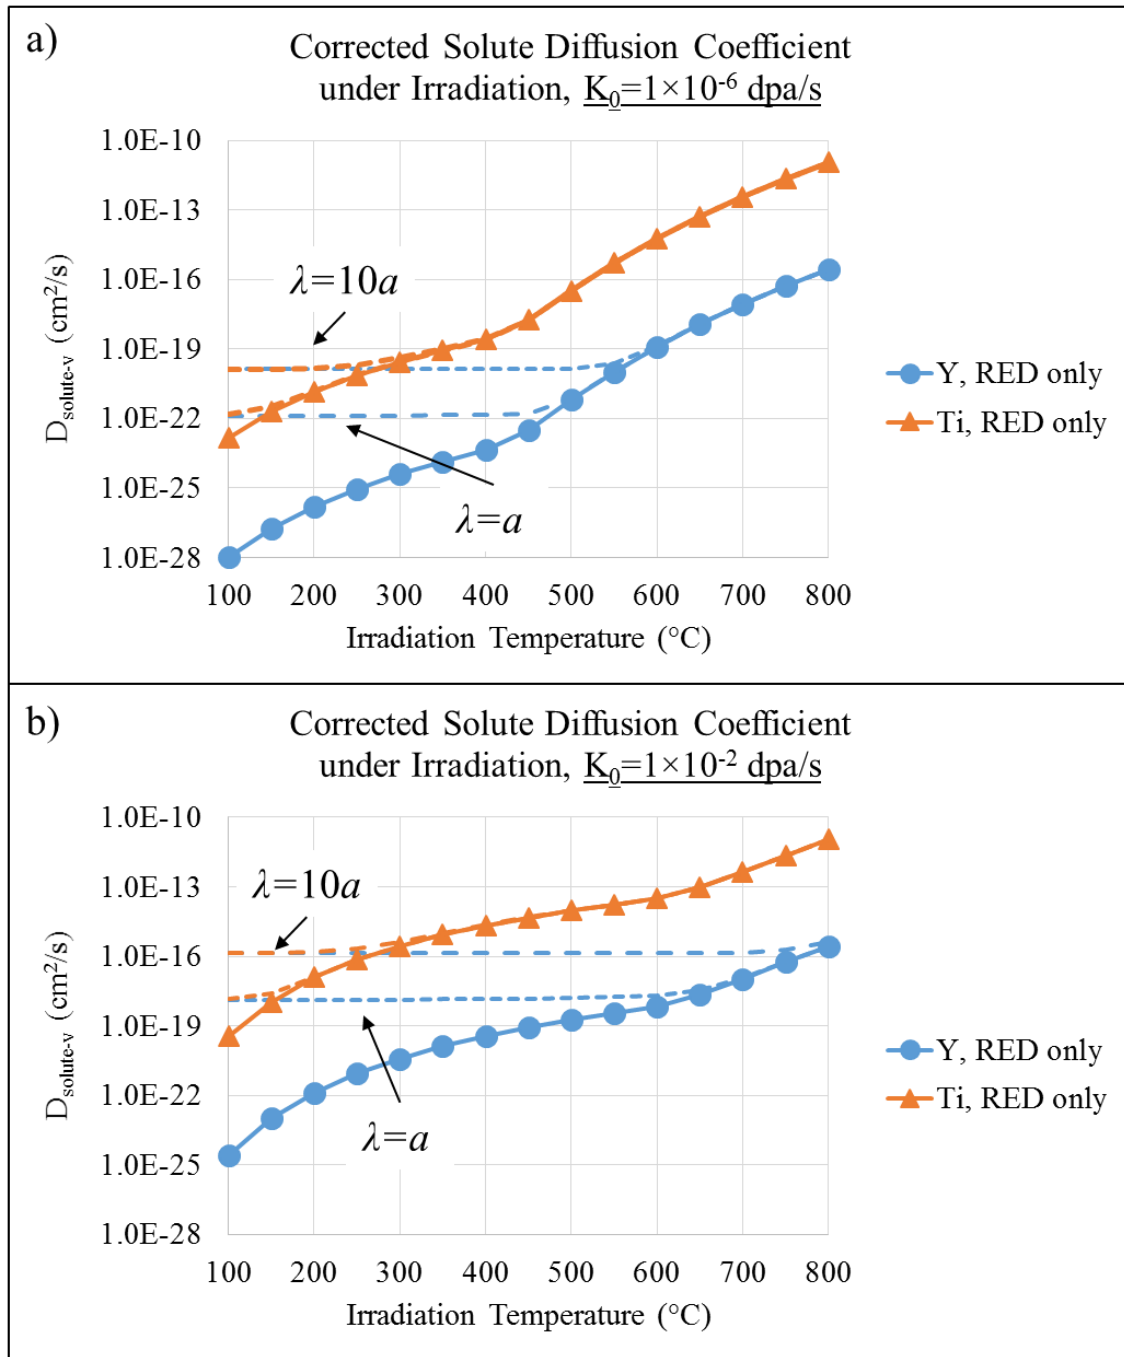 a)
Corrected Solute Diffusion Coefficient
under Irradiation, K₀=1×10⁻⁶ dpa/s
1.0E-10
1.0E-13
1.0E-16
1.0E-19
1.0E-22
1.0E-25
1.0E-28
D_solute-v (cm²/s)
λ=10a
λ=a
100 200 300 400 500 600 700 800
Irradiation Temperature (°C)
Y, RED only
Ti, RED only
b)
Corrected Solute Diffusion Coefficient
under Irradiation, K₀=1×10⁻² dpa/s
1.0E-10
1.0E-13
1.0E-16
1.0E-19
1.0E-22
1.0E-25
1.0E-28
D_solute-v (cm²/s)
λ=10a
λ=a
100 200 300 400 500 600 700 800
Irradiation Temperature (°C)
Y, RED only
Ti, RED only